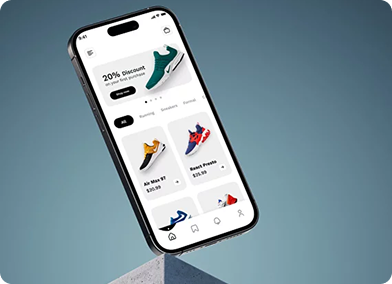 9:41
20% Discount
on your first purchase
Shop now
All
Running
Sneakers
Formal
Air Max 97
$20.99
React Presto
$25.99